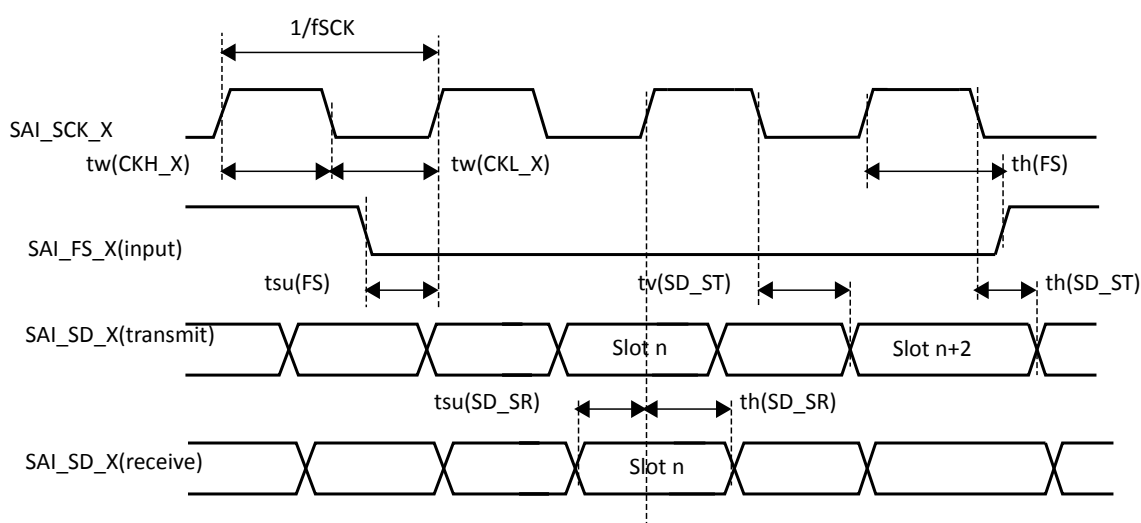 1/fSCK
SAI_SCK_X
tw(CKH_X)
tw(CKL_X)
th(FS)
SAI_FS_X(input)
tsu(FS)
tv(SD_ST)
th(SD_ST)
SAI_SD_X(transmit)
Slot n
Slot n+2
tsu(SD_SR)
th(SD_SR)
SAI_SD_X(receive)
Slot n